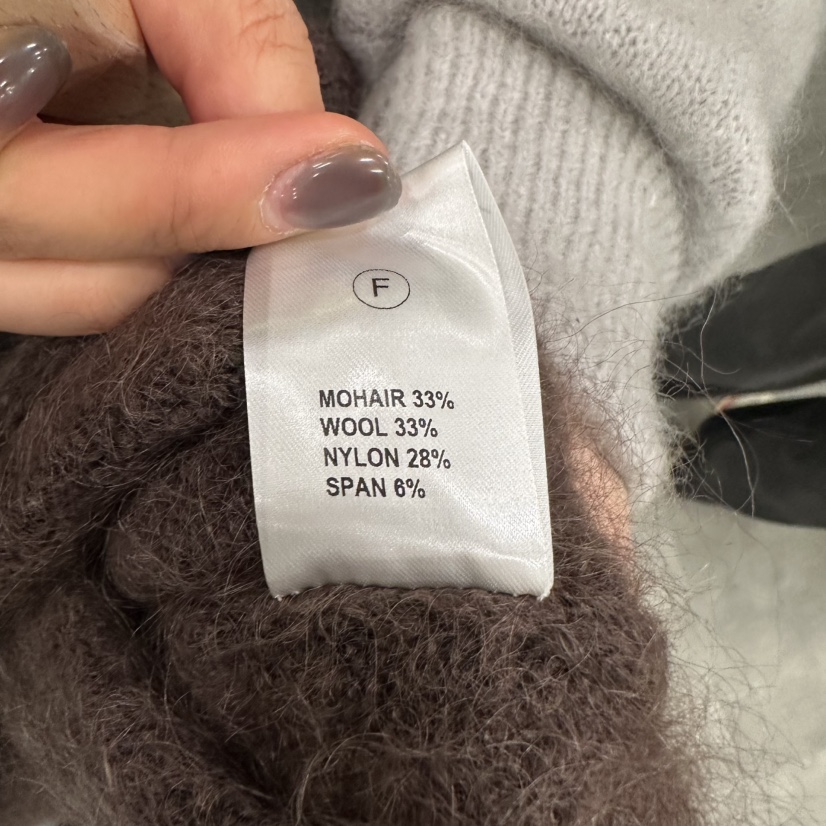 F
MOHAIR 33%
WOOL 33%
NYLON 28%
SPAN 6%